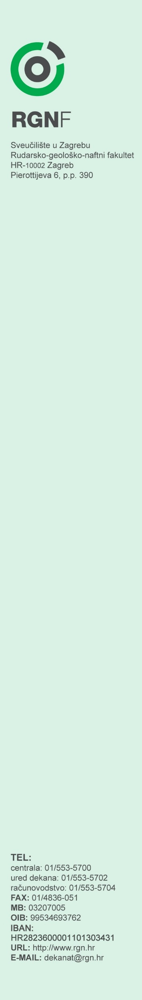 RGNF
Sveučilište u Zagrebu
Rudarsko-geološko-naftni fakultet
HR-10002 Zagreb
Pierottijeva 6, p.p. 390
TEL:
centrala: 01/553-5700
ured dekana: 01/553-5702
računovodstvo: 01/553-5704
FAX: 01/4836-051
MB: 03207005
OIB: 99534693762
IBAN:
HR2823600001101303431
URL: http://www.rgn.hr
E-MAIL: dekanat@rgn.hr